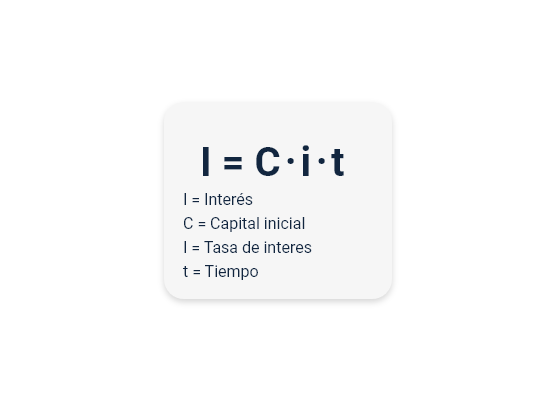 I = C·i·t
I = Interés
C = Capital inicial
I = Tasa de interes
t = Tiempo